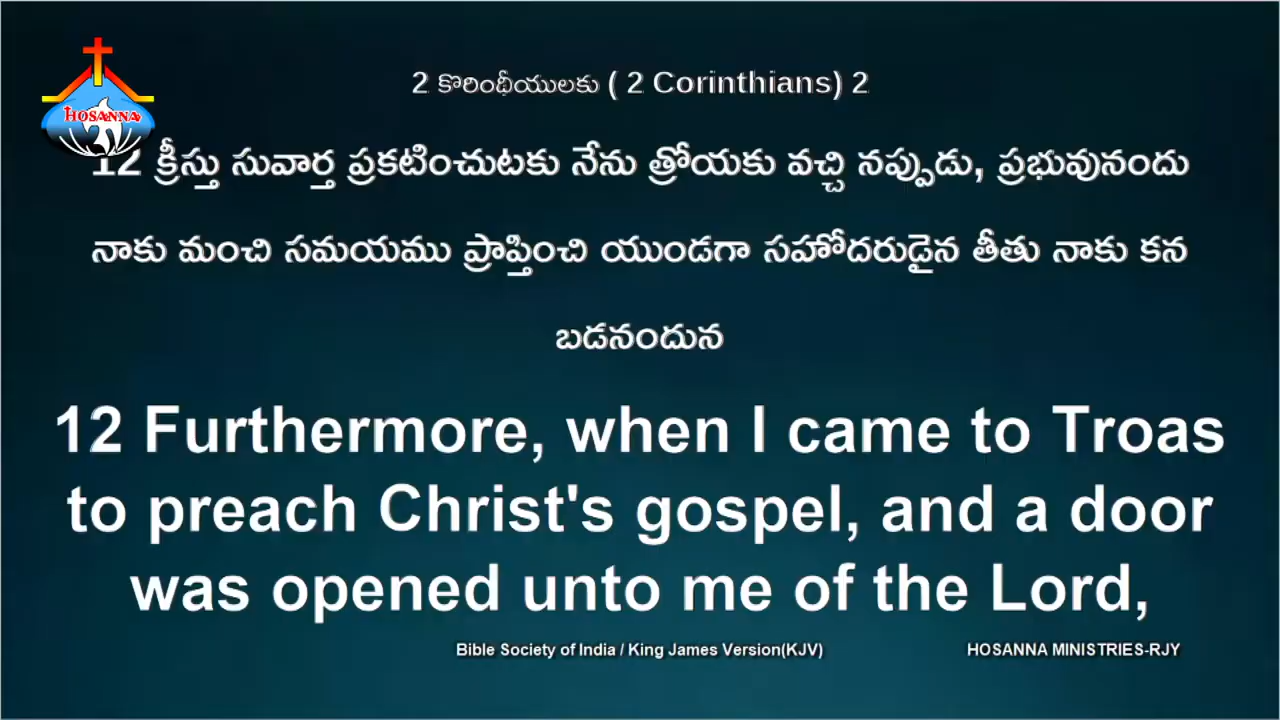 HOSANNA
2 కొరింథీయులకు ( 2 Corinthians) 2
12 క్రీస్తు సువార్త ప్రకటించుటకు నేను త్రోయకు వచ్చి నప్పుడు, ప్రభువునందు
నాకు మంచి సమయము ప్రాప్తించి యుండగా సహోదరుడైన తీతు నాకు కన
బడనందున
12 Furthermore, when I came to Troas
to preach Christ's gospel, and a door
was opened unto me of the Lord,
Bible Society of India / King James Version(KJV) HOSANNA MINISTRIES-RJY